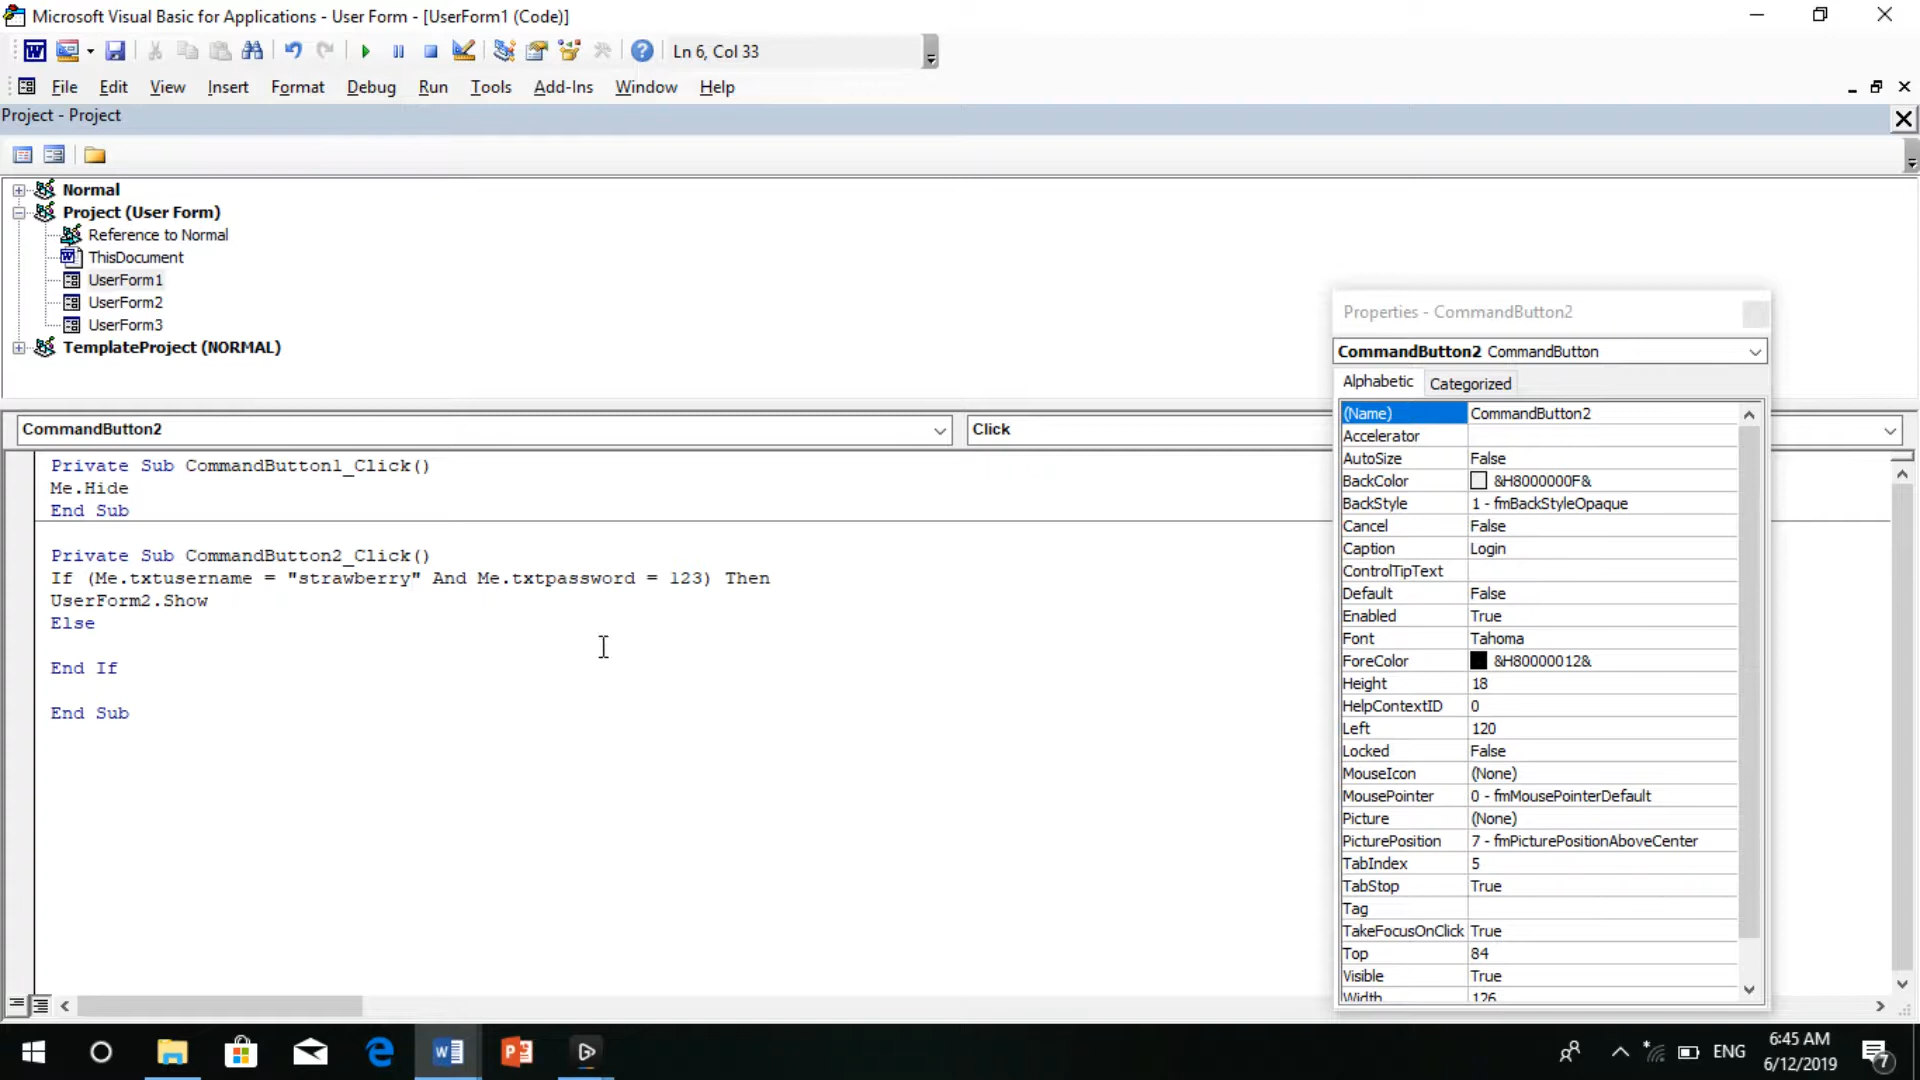 Microsoft Visual Basic for Applications - User Form - [UserForm1 (Code)]
Ln 6, Col 33
File Edit View Insert Format Debug Run Tools Add-Ins Window Help
Project - Project
Normal
Project (User Form)
Reference to Normal
ThisDocument
UserForm1
UserForm2
UserForm3
TemplateProject (NORMAL)
CommandButton2
Click
Private Sub CommandButton1_Click()
Me.Hide
End Sub
Private Sub CommandButton2_Click()
If (Me.txtusername = "strawberry" And Me.txtpassword = 123) Then
UserForm2.Show
Else
End If
End Sub
Properties - CommandButton2
CommandButton2 CommandButton
Alphabetic Categorized
(Name) CommandButton2
Accelerator
AutoSize False
BackColor &H8000000F&
BackStyle 1 - fmBackStyleOpaque
Cancel False
Caption Login
ControlTipText
Default False
Enabled True
Font Tahoma
ForeColor &H80000012&
Height 18
HelpContextID 0
Left 120
Locked False
MouseIcon (None)
MousePointer 0 - fmMousePointerDefault
Picture (None)
PicturePosition 7 - fmPicturePositionAboveCenter
TabIndex 5
TabStop True
Tag
TakeFocusOnClick True
Top 84
Visible True
Width 126
ENG
6:45 AM
6/12/2019
7